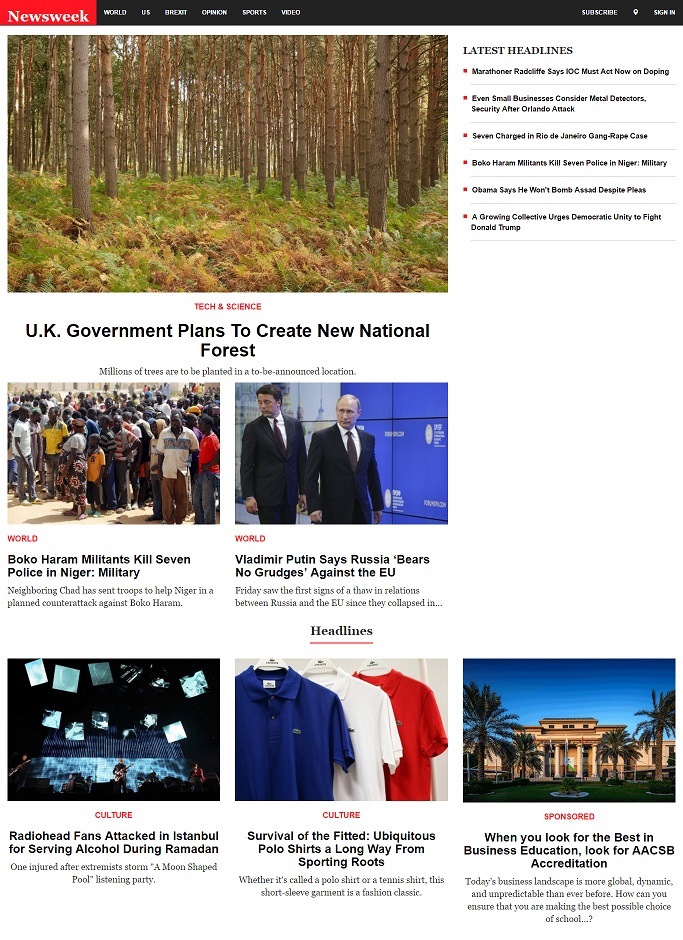 Newsweek
WORLD
US
BREXIT
OPINION
SPORTS
VIDEO
SUBSCRIBE
SIGN IN
TECH & SCIENCE
U.K. Government Plans To Create New National
Forest
Millions of trees are to be planted in a to-be-announced location.
LATEST HEADLINES
Marathoner Radcliffe Says IOC Must Act Now on Doping
Even Small Businesses Consider Metal Detectors,
Security After Orlando Attack
Seven Charged in Rio de Janeiro Gang-Rape Case
Boko Haram Militants Kill Seven Police in Niger: Military
Obama Says He Won't Bomb Assad Despite Pleas
A Growing Collective Urges Democratic Unity to Fight
Donald Trump
WORLD
Boko Haram Militants Kill Seven
Police in Niger: Military
Neighboring Chad has sent troops to help Niger in a
planned counterattack against Boko Haram.
FORUMSPB.COM
WORLD
Vladimir Putin Says Russia ‘Bears
No Grudges’ Against the EU
Friday saw the first signs of a thaw in relations
between Russia and the EU since they collapsed in...
Headlines
CULTURE
Radiohead Fans Attacked in Istanbul
for Serving Alcohol During Ramadan
One injured after extremists storm "A Moon Shaped
Pool" listening party.
CULTURE
Survival of the Fitted: Ubiquitous
Polo Shirts a Long Way From
Sporting Roots
Whether it's called a polo shirt or a tennis shirt,
this short-sleeve garment is a fashion classic.
SPONSORED
When you look for the Best in
Business Education, look for AACSB
Accreditation
Today's business landscape is more global, dynamic,
and unpredictable than ever before. How can you
ensure that you are making the best possible choice
of school...?